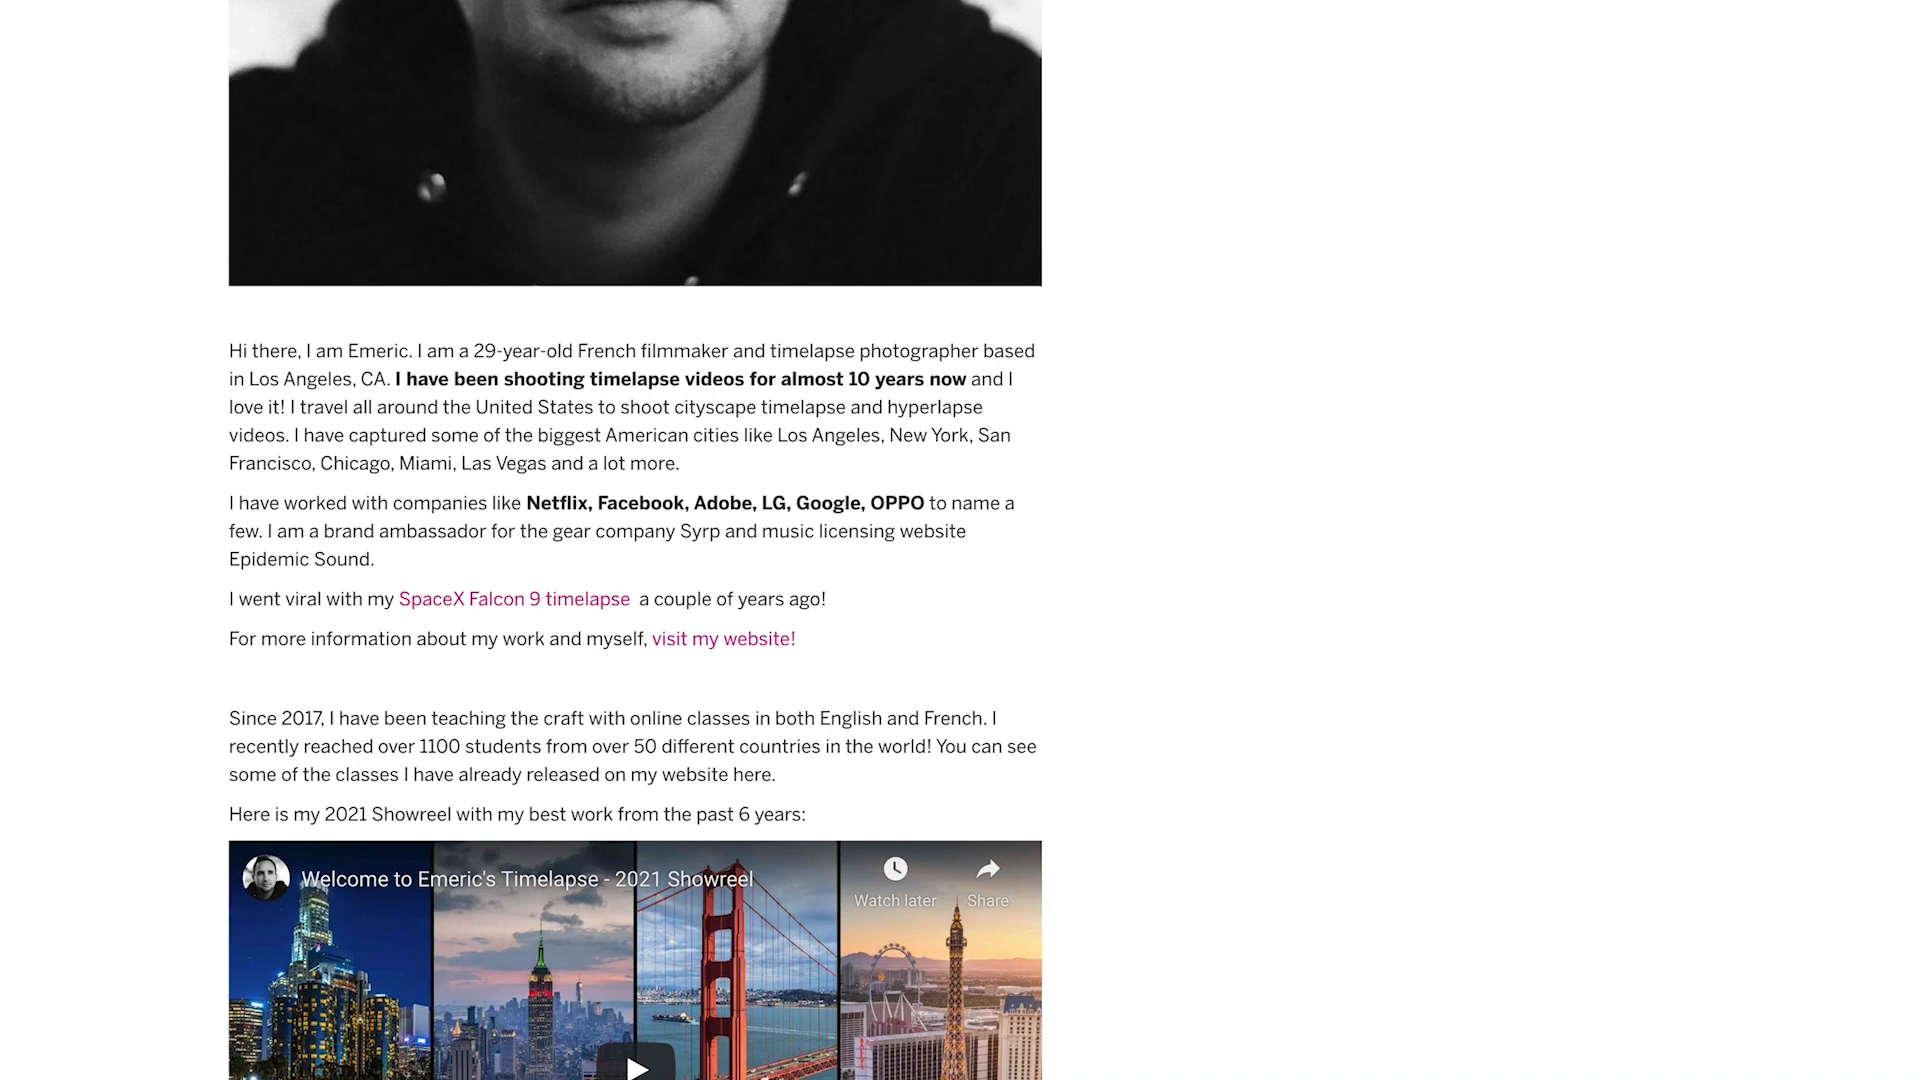 Hi there, I am Emeric. I am a 29-year-old French filmmaker and timelapse photographer based
in Los Angeles, CA. I have been shooting timelapse videos for almost 10 years now and I
love it! I travel all around the United States to shoot cityscape timelapse and hyperlapse
videos. I have captured some of the biggest American cities like Los Angeles, New York, San
Francisco, Chicago, Miami, Las Vegas and a lot more.
I have worked with companies like Netflix, Facebook, Adobe, LG, Google, OPPO to name a
few. I am a brand ambassador for the gear company Syrp and music licensing website
Epidemic Sound.
I went viral with my SpaceX Falcon 9 timelapse a couple of years ago!
For more information about my work and myself, visit my website!
Since 2017, I have been teaching the craft with online classes in both English and French. I
recently reached over 1100 students from over 50 different countries in the world! You can see
some of the classes I have already released on my website here.
Here is my 2021 Showreel with my best work from the past 6 years:
Welcome to Emeric's Timelapse - 2021 Showreel
Watch later
Share